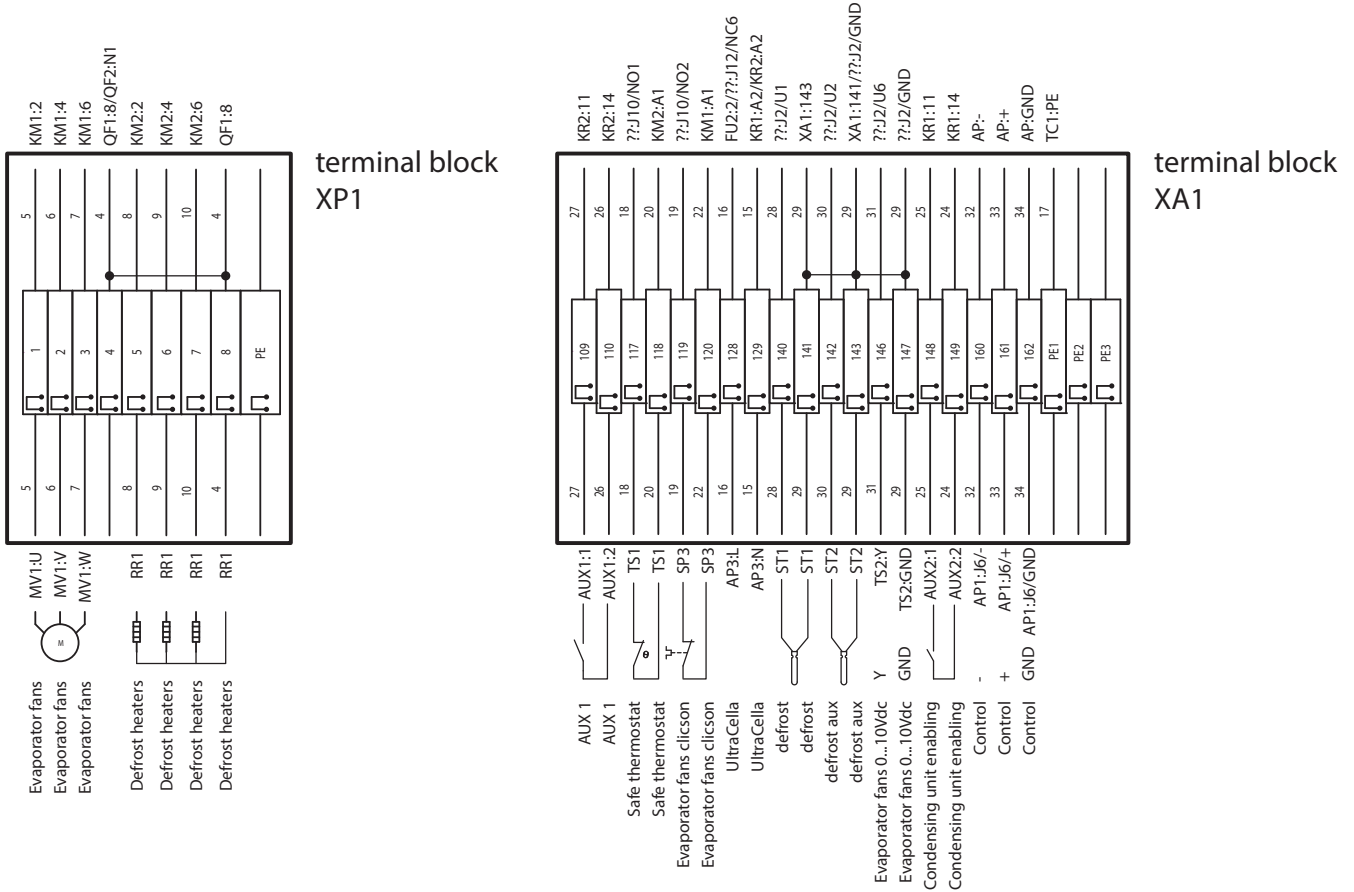 KM1:2
KM1:4
KM1:6
QF1:8/QF2:N1
KM2:2
KM2:4
KM2:6
QF1:8
terminal block
XP1
5
6
7
4
8
9
10
4
1
2
3
4
5
6
7
8
PE
5
6
7
8
9
10
4
MV1:U
MV1:V
MV1:W
RR1
RR1
RR1
RR1
M
Evaporator fans
Evaporator fans
Evaporator fans
Defrost heaters
Defrost heaters
Defrost heaters
Defrost heaters
KR2:11
KR2:14
??:J10/NO1
KM2:A1
??:J10/NO2
KM1:A1
FU2:2/??:J12/NC6
KR1:A2/KR2:A2
??:J2/U1
XA1:143
??:J2/U2
XA1:141/??:J2/GND
??:J2/U6
??:J2/GND
KR1:11
KR1:14
AP:-
AP:+
AP:GND
TC1:PE
terminal block
XA1
27
26
18
20
19
22
16
15
28
29
30
29
31
29
25
24
32
33
34
17
109
110
117
118
119
120
128
129
140
141
142
143
146
147
148
149
160
161
162
PE1
PE2
PE3
27
26
18
20
19
22
16
15
28
29
30
29
31
29
25
24
32
33
34
AUX1:1
AUX1:2
TS1
TS1
SP3
SP3
AP3:L
AP3:N
ST1
ST1
ST2
ST2
TS2:Y
TS2:GND
AUX2:1
AUX2:2
AP1:J6/-
AP1:J6/+
AP1:J6/GND
θ
Y
GND
-
+
GND
AUX 1
AUX 1
Safe thermostat
Safe thermostat
Evaporator fans clicson
Evaporator fans clicson
UltraCella
UltraCella
defrost
defrost
defrost aux
defrost aux
Evaporator fans 0...10Vdc
Evaporator fans 0...10Vdc
Condensing unit enabling
Condensing unit enabling
Control
Control
Control